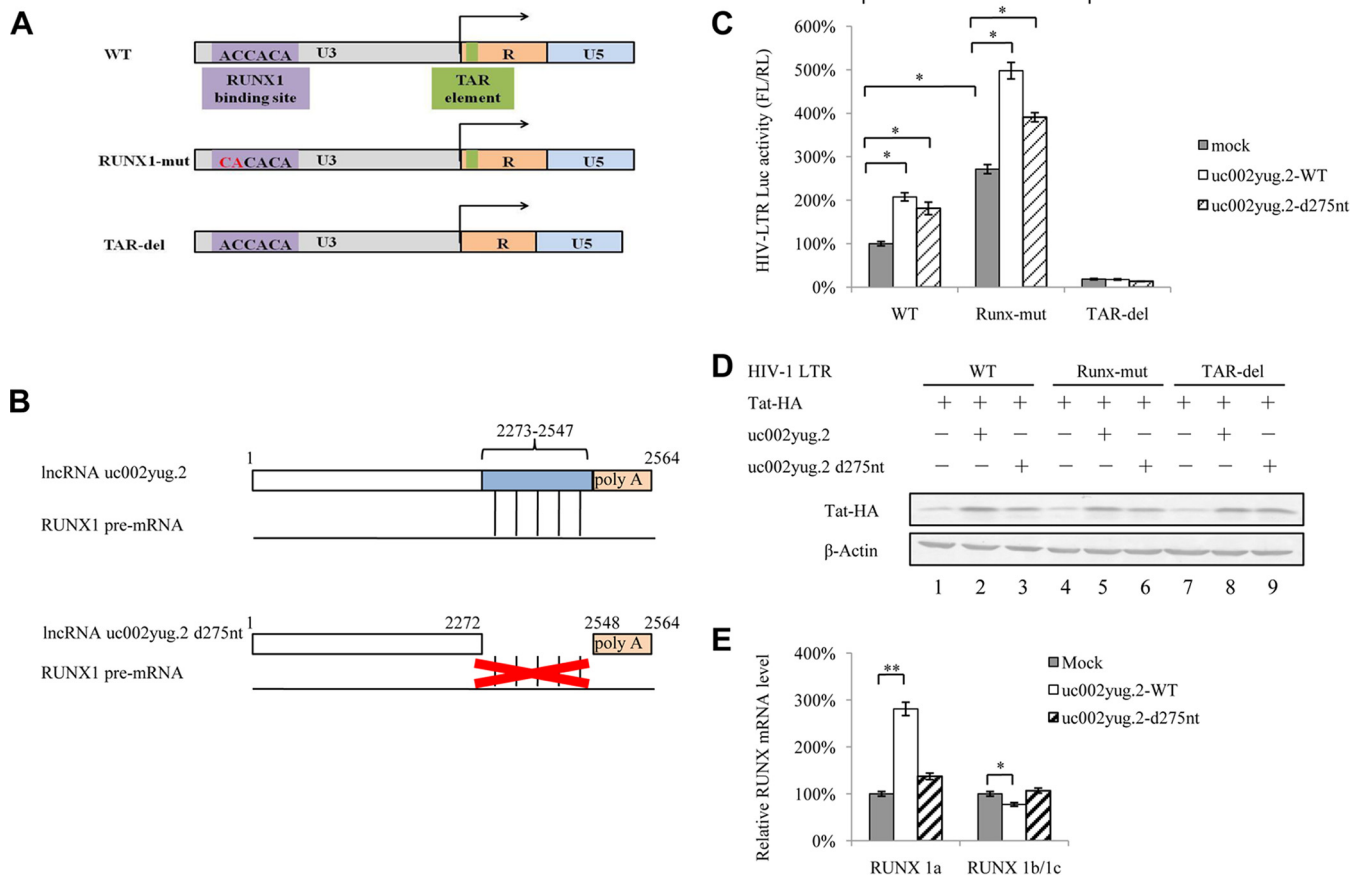 A
WT
ACCACA U3 R U5
RUNX1 binding site
TAR element
RUNX1-mut
CACACA U3 R U5
TAR-del
ACCACA U3 R U5
B
2273-2547
1 2564
lncRNA uc002yug.2
poly A
RUNX1 pre-mRNA
1 2272 2548 2564
lncRNA uc002yug.2 d275nt
poly A
RUNX1 pre-mRNA
C
HIV-LTR Luc activity (FL/RL)
600%
500%
400%
300%
200%
100%
0%
* * * * *
WT Runx-mut TAR-del
mock
uc002yug.2-WT
uc002yug.2-d275nt
D
HIV-1 LTR WT Runx-mut TAR-del
Tat-HA + + + + + + + + +
uc002yug.2 − + − − + − − + −
uc002yug.2 d275nt − − + − − + − − +
Tat-HA
β-Actin
1 2 3 4 5 6 7 8 9
E
Relative RUNX mRNA level
400%
300%
200%
100%
0%
** *
RUNX 1a RUNX 1b/1c
Mock
uc002yug.2-WT
uc002yug.2-d275nt